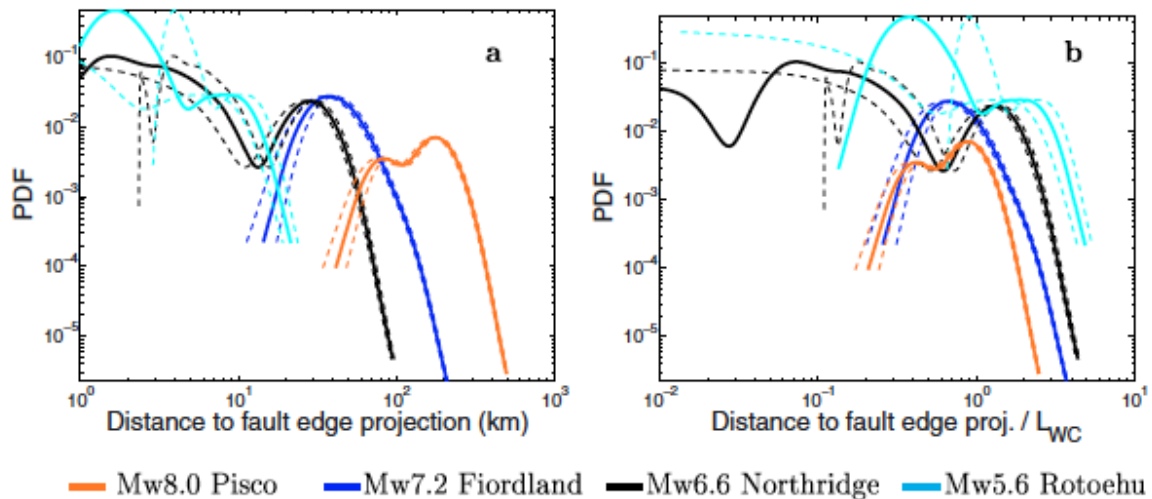 a
b
PDF
10^-1
10^-2
10^-3
10^-4
10^-5
10^0
10^1
10^2
10^3
Distance to fault edge projection (km)
PDF
10^-1
10^-2
10^-3
10^-4
10^-5
10^-2
10^-1
10^0
10^1
Distance to fault edge proj. / L_WC
Mw8.0 Pisco
Mw7.2 Fiordland
Mw6.6 Northridge
Mw5.6 Rotoehu